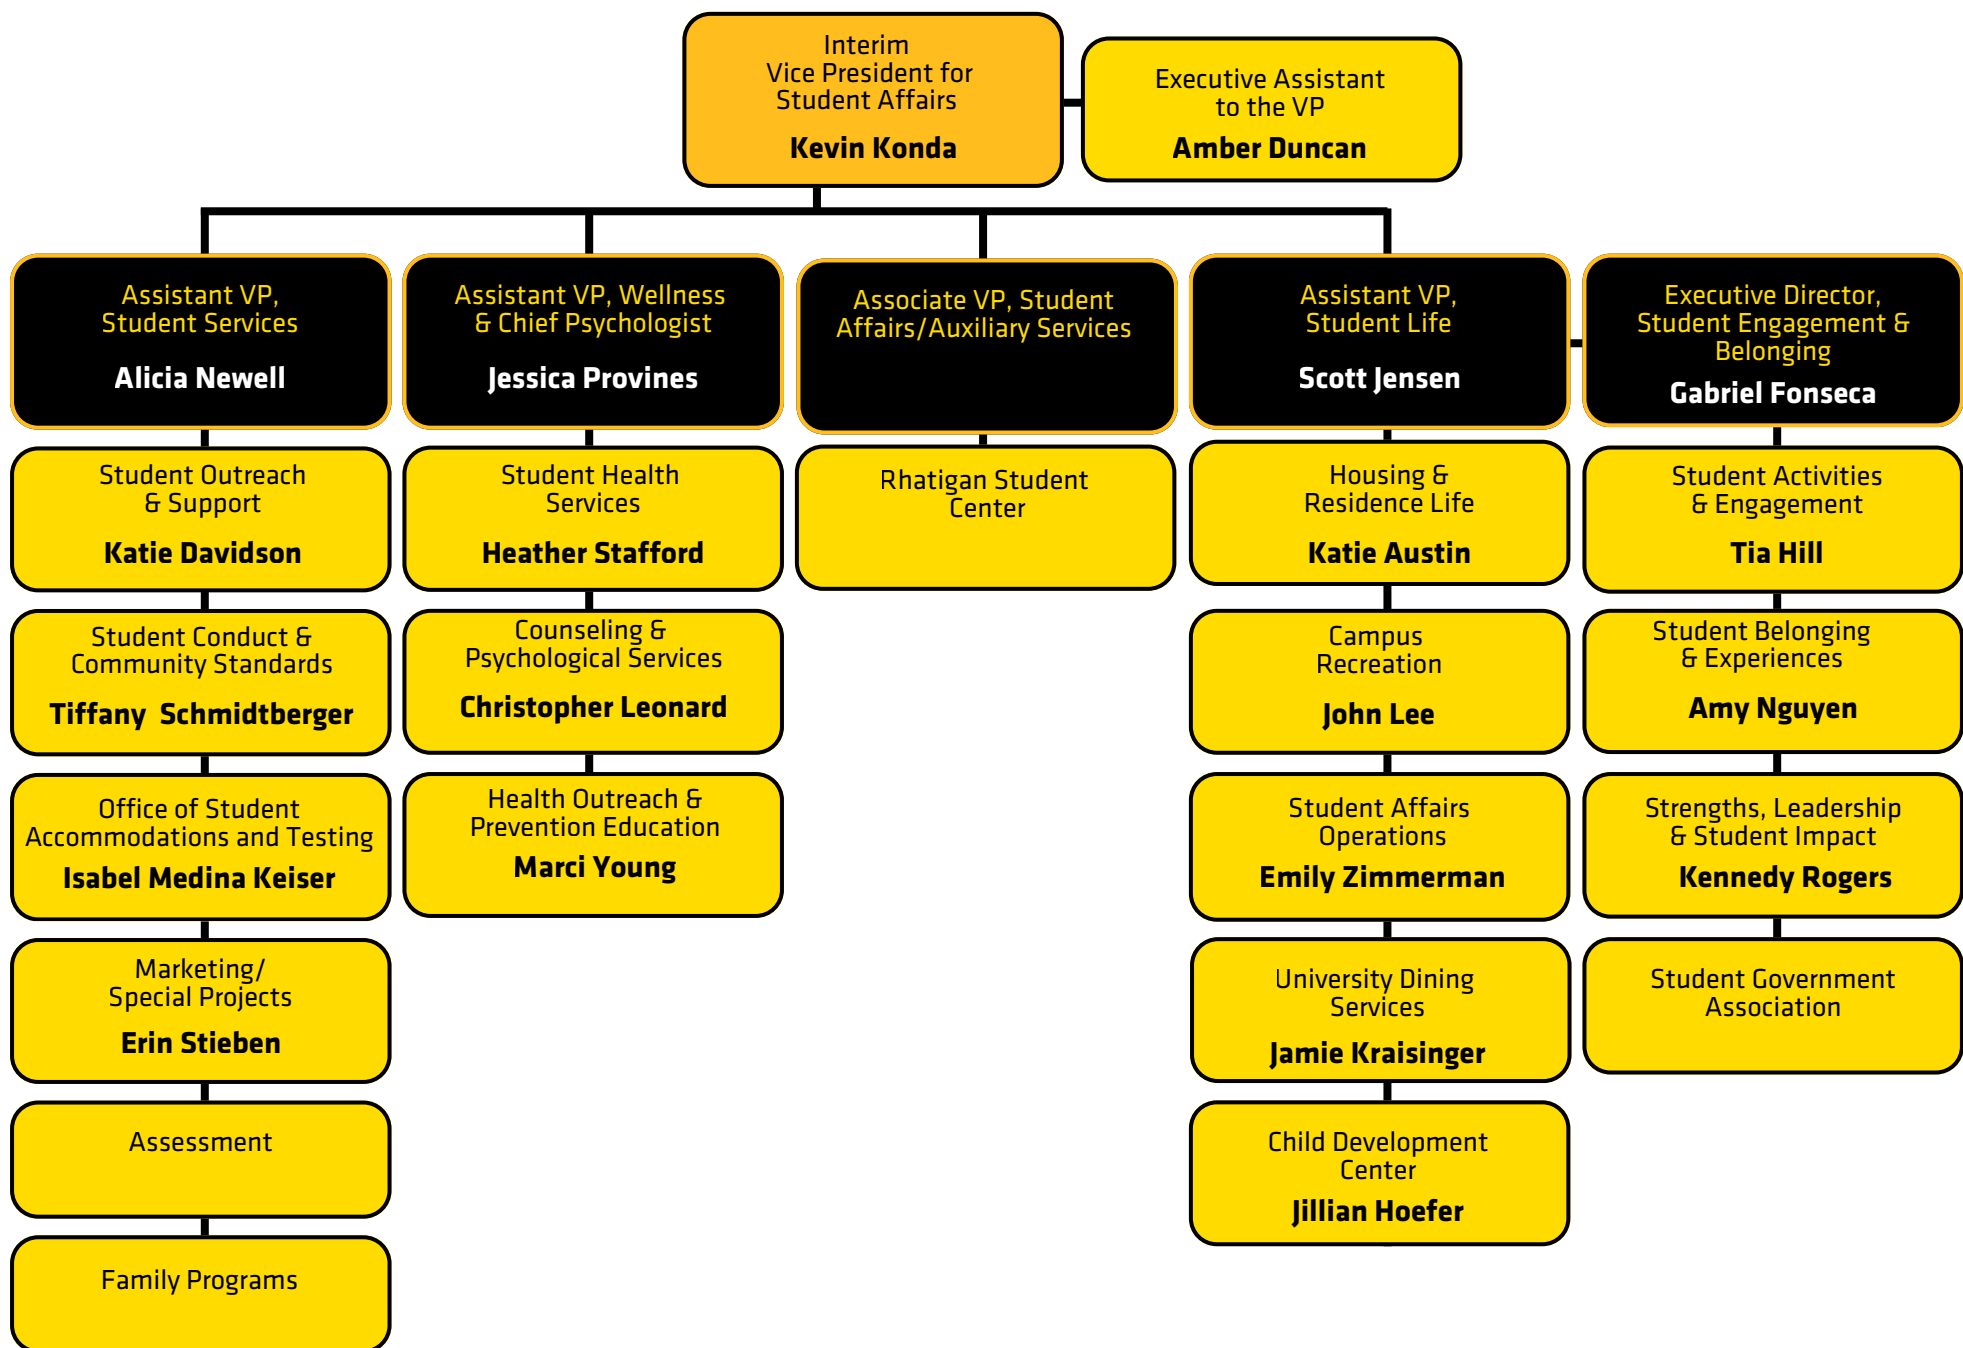 Interim
Vice President for
Student Affairs
Kevin Konda
Executive Assistant
to the VP
Amber Duncan
Assistant VP,
Student Services
Alicia Newell
Assistant VP, Wellness
& Chief Psychologist
Jessica Provines
Associate VP, Student
Affairs/Auxiliary Services
Assistant VP,
Student Life
Scott Jensen
Executive Director,
Student Engagement &
Belonging
Gabriel Fonseca
Student Outreach
& Support
Katie Davidson
Student Health
Services
Heather Stafford
Rhatigan Student
Center
Housing &
Residence Life
Katie Austin
Student Activities
& Engagement
Tia Hill
Student Conduct &
Community Standards
Tiffany  Schmidtberger
Counseling &
Psychological Services
Christopher Leonard
Campus
Recreation
John Lee
Student Belonging
& Experiences
Amy Nguyen
Office of Student
Accommodations and Testing
Isabel Medina Keiser
Health Outreach &
Prevention Education
Marci Young
Student Affairs
Operations
Emily Zimmerman
Strengths, Leadership
& Student Impact
Kennedy Rogers
Marketing/
Special Projects
Erin Stieben
University Dining
Services
Jamie Kraisinger
Student Government
Association
Assessment
Child Development
Center
Jillian Hoefer
Family Programs